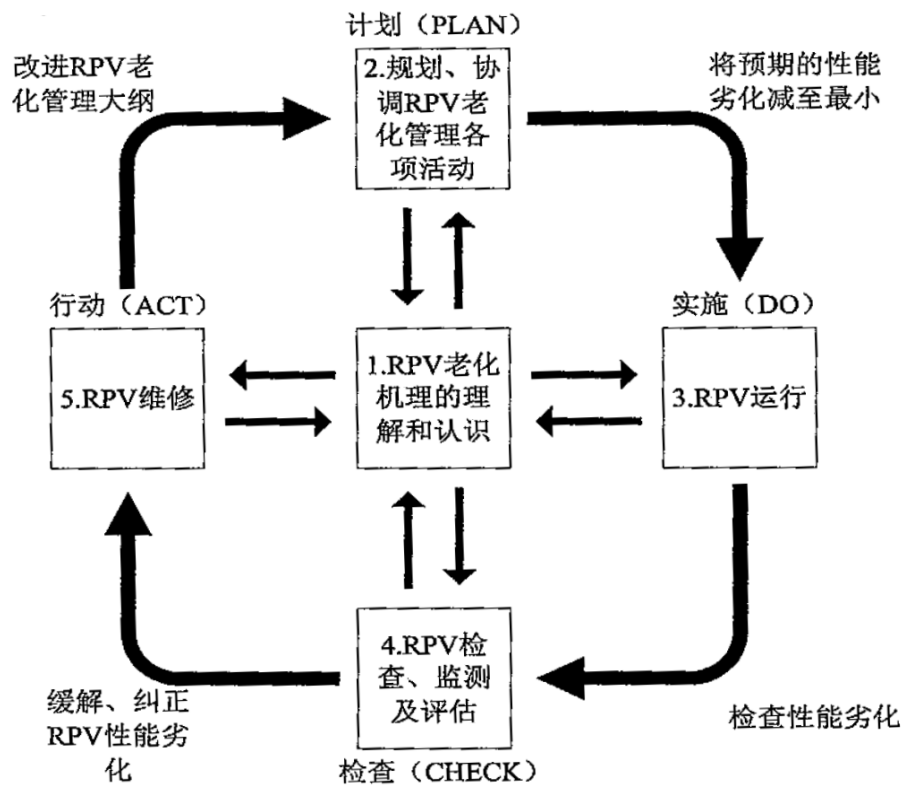 计划（PLAN）
改进RPV老
化管理大纲
2.规划、协
调RPV老
化管理各
项活动
将预期的性能
劣化减至最小
行动（ACT）
实施（DO）
5.RPV维修
1.RPV老化
机理的理
解和认识
3.RPV运行
4.RPV检
查、监测
及评估
缓解、纠正
RPV性能劣
化
检查性能劣化
检查（CHECK）